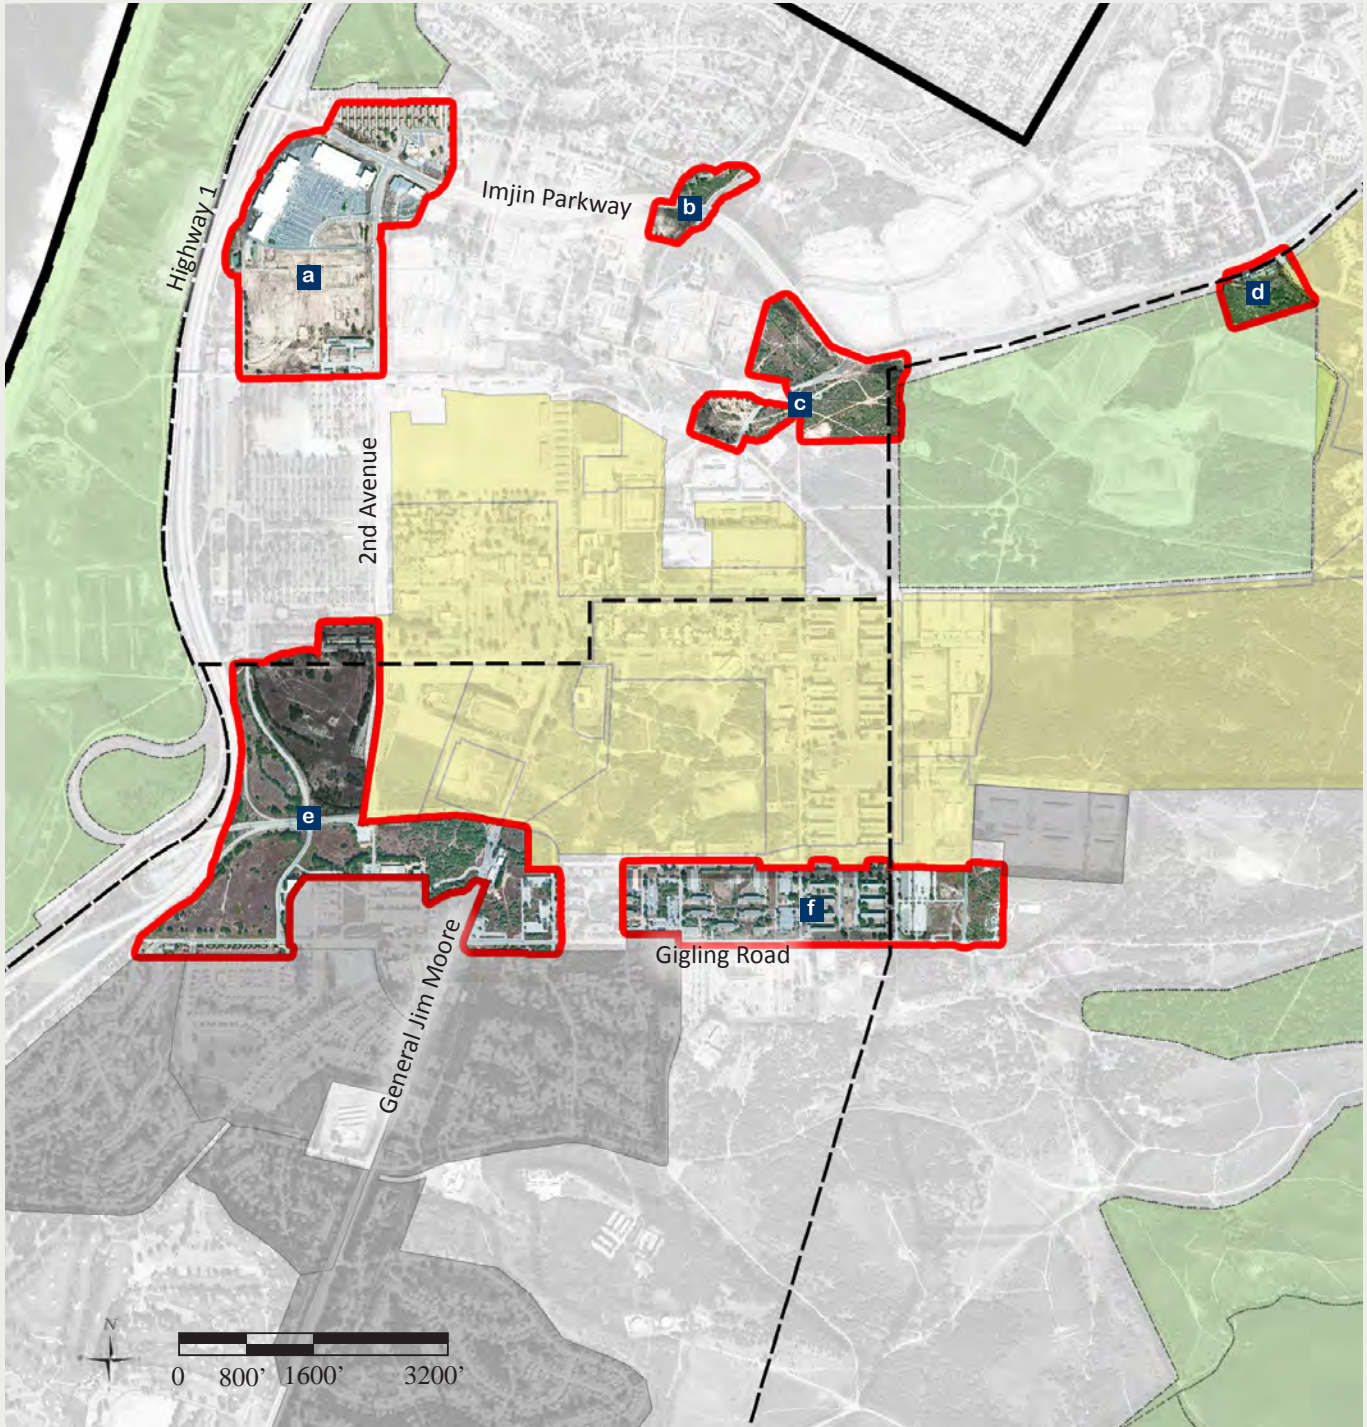 Highway 1
Imjin Parkway
b
a
d
c
2nd Avenue
e
f
Gigling Road
General Jim Moore
N
0 800’ 1600’ 3200’